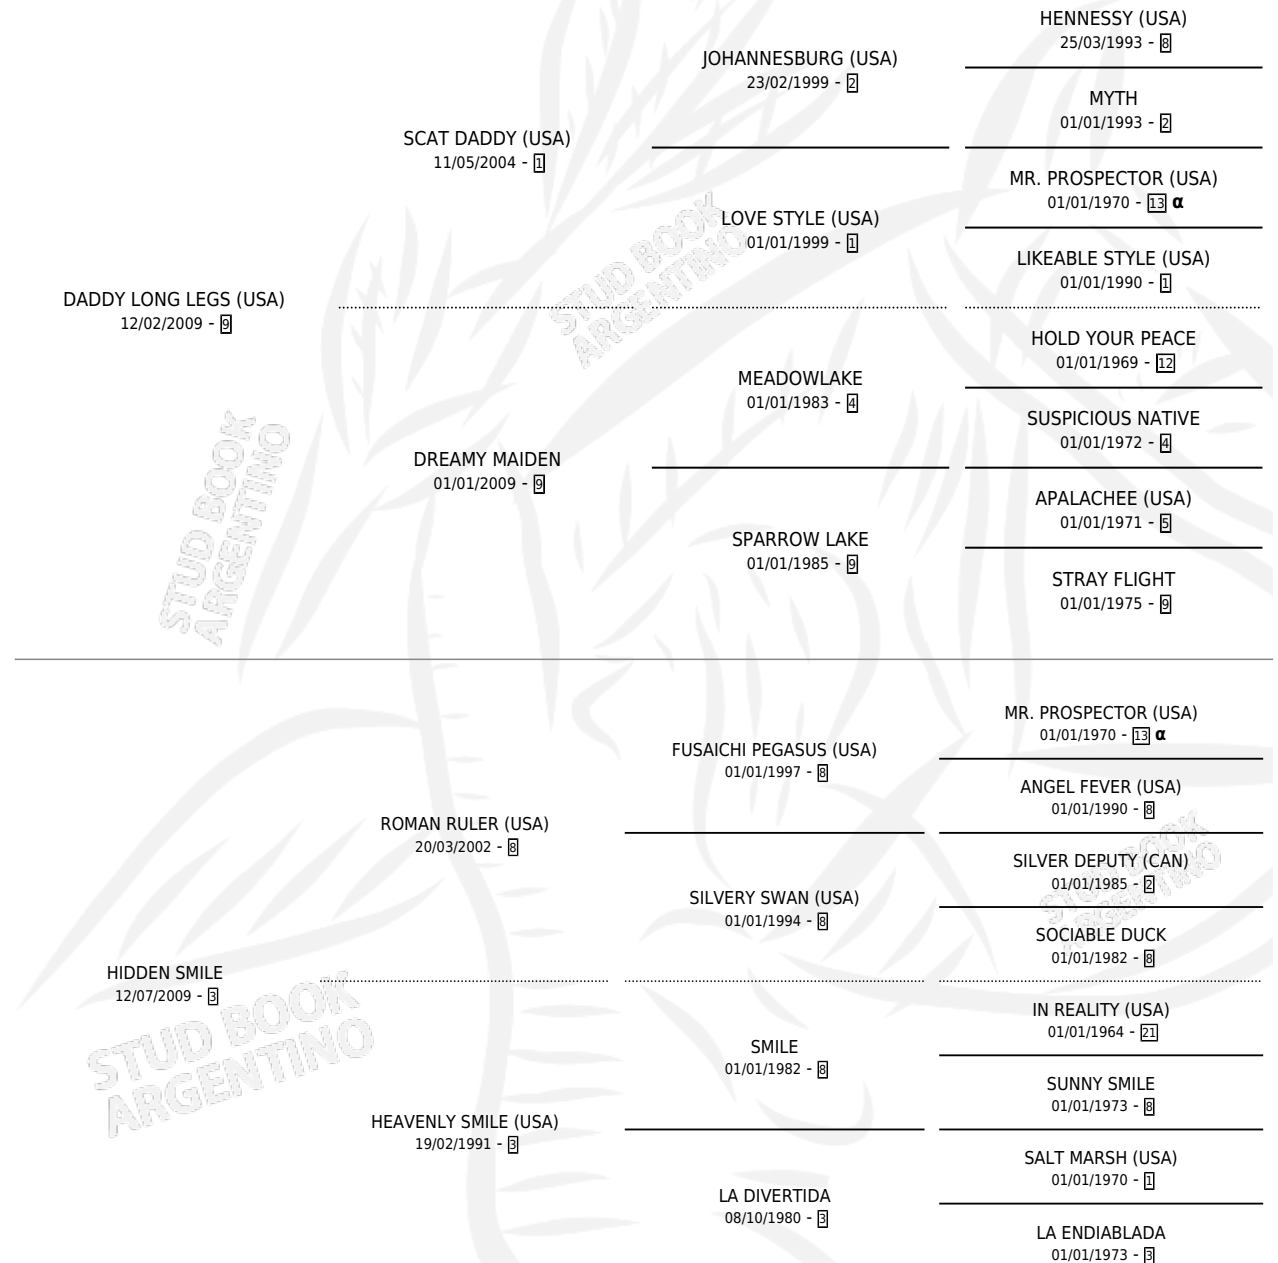 HENNESSY (USA)
25/03/1993 - 8
JOHANNESBURG (USA)
23/02/1999 - 2
MYTH
01/01/1993 - 2
SCAT DADDY (USA)
11/05/2004 - 1
MR. PROSPECTOR (USA)
01/01/1970 - 13 α
LOVE STYLE (USA)
01/01/1999 - 1
LIKEABLE STYLE (USA)
01/01/1990 - 1
DADDY LONG LEGS (USA)
12/02/2009 - 9
HOLD YOUR PEACE
01/01/1969 - 12
MEADOWLAKE
01/01/1983 - 4
SUSPICIOUS NATIVE
01/01/1972 - 4
DREAMY MAIDEN
01/01/2009 - 9
APALACHEE (USA)
01/01/1971 - 5
SPARROW LAKE
01/01/1985 - 9
STRAY FLIGHT
01/01/1975 - 9
MR. PROSPECTOR (USA)
01/01/1970 - 13 α
FUSAICHI PEGASUS (USA)
01/01/1997 - 8
ANGEL FEVER (USA)
01/01/1990 - 8
ROMAN RULER (USA)
20/03/2002 - 8
SILVER DEPUTY (CAN)
01/01/1985 - 2
SILVERY SWAN (USA)
01/01/1994 - 8
SOCIABLE DUCK
01/01/1982 - 8
HIDDEN SMILE
12/07/2009 - 3
IN REALITY (USA)
01/01/1964 - 21
SMILE
01/01/1982 - 8
SUNNY SMILE
01/01/1973 - 8
HEAVENLY SMILE (USA)
19/02/1991 - 3
SALT MARSH (USA)
01/01/1970 - 1
LA DIVERTIDA
08/10/1980 - 3
LA ENDIABLADA
01/01/1973 - 3
STUD BOOK
ARGENTINO
STUD BOOK
ARGENTINO
STUD BOOK
ARGENTINO
STUD BOOK
ARGENTINO